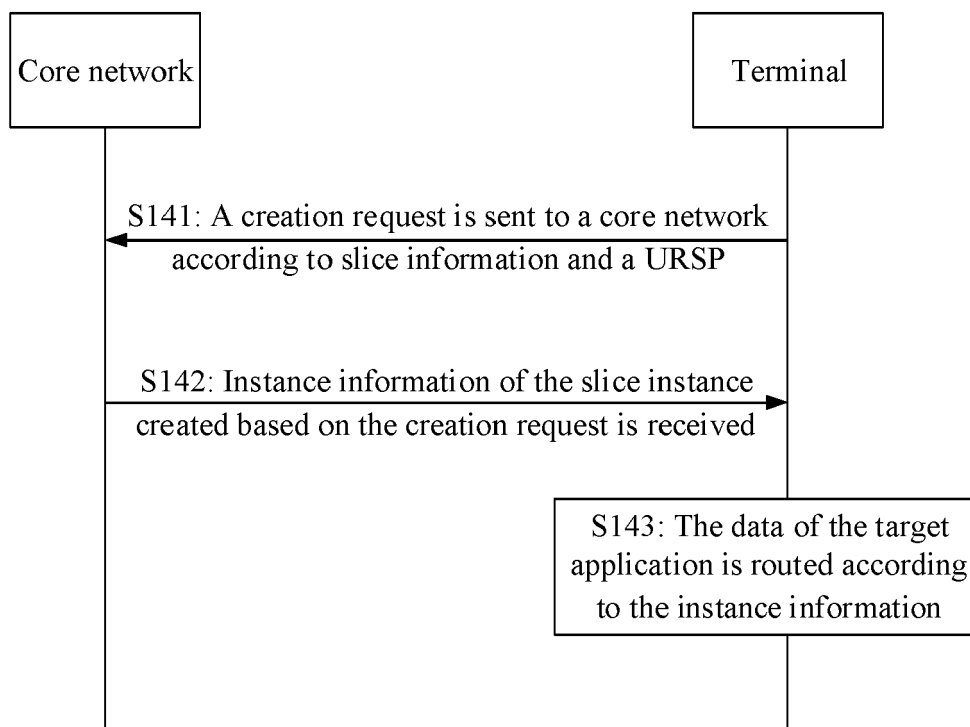 Core network
Terminal
S141: A creation request is sent to a core network
according to slice information and a URSP
S142: Instance information of the slice instance
created based on the creation request is received
S143: The data of the target
application is routed according
to the instance information